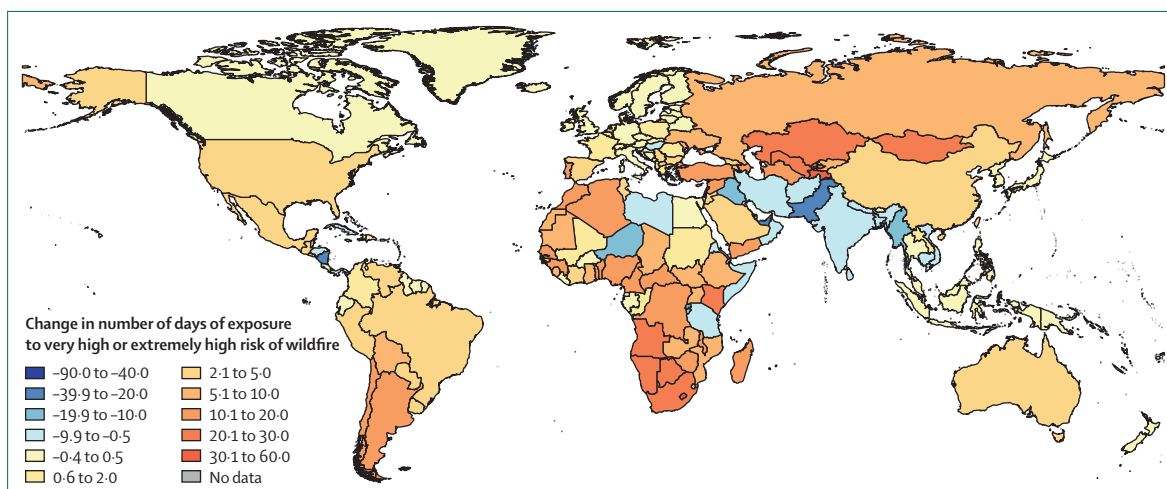 Change in number of days of exposure
to very high or extremely high risk of wildfire
–90·0 to –40·0
–39·9 to –20·0
–19·9 to –10·0
–9·9 to –0·5
–0·4 to 0·5
0·6 to 2·0
2·1 to 5·0
5·1 to 10·0
10·1 to 20·0
20·1 to 30·0
30·1 to 60·0
No data